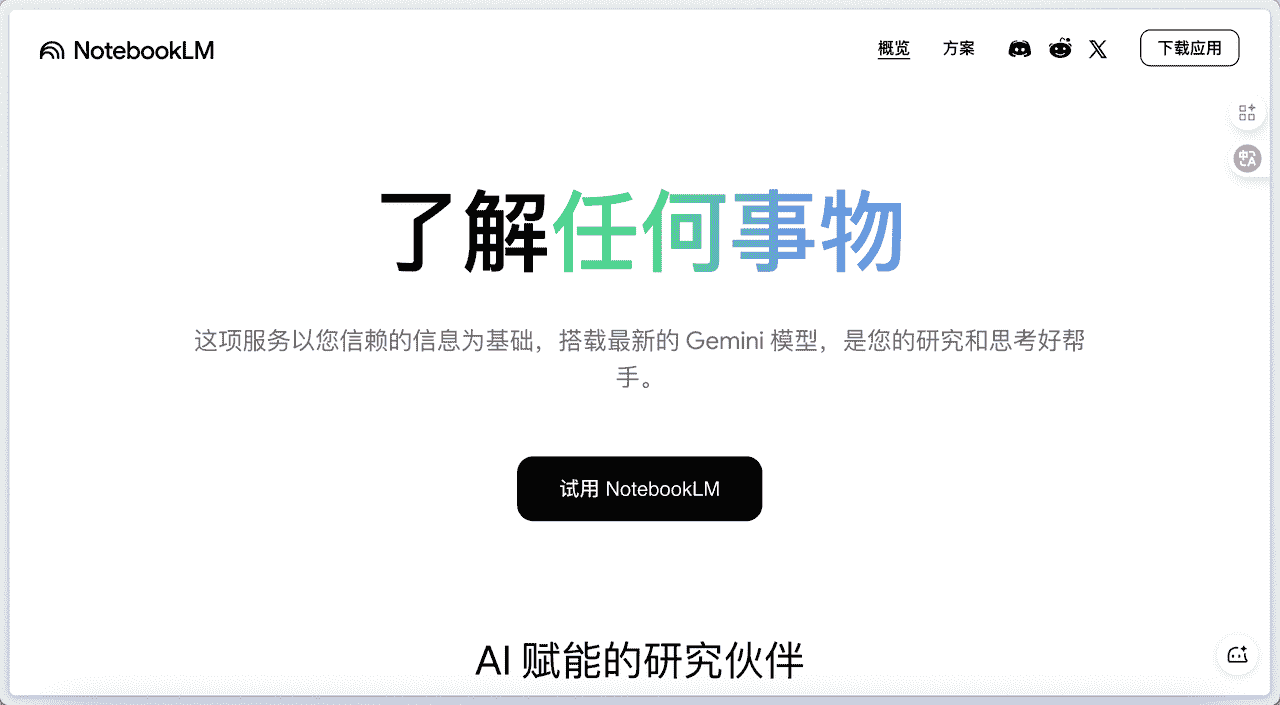 NotebookLM
概览
方案
下载应用
了解任何事物
这项服务以您信赖的信息为基础，搭载最新的 Gemini 模型，是您的研究和思考好帮
手。
试用 NotebookLM
AI 赋能的研究伙伴